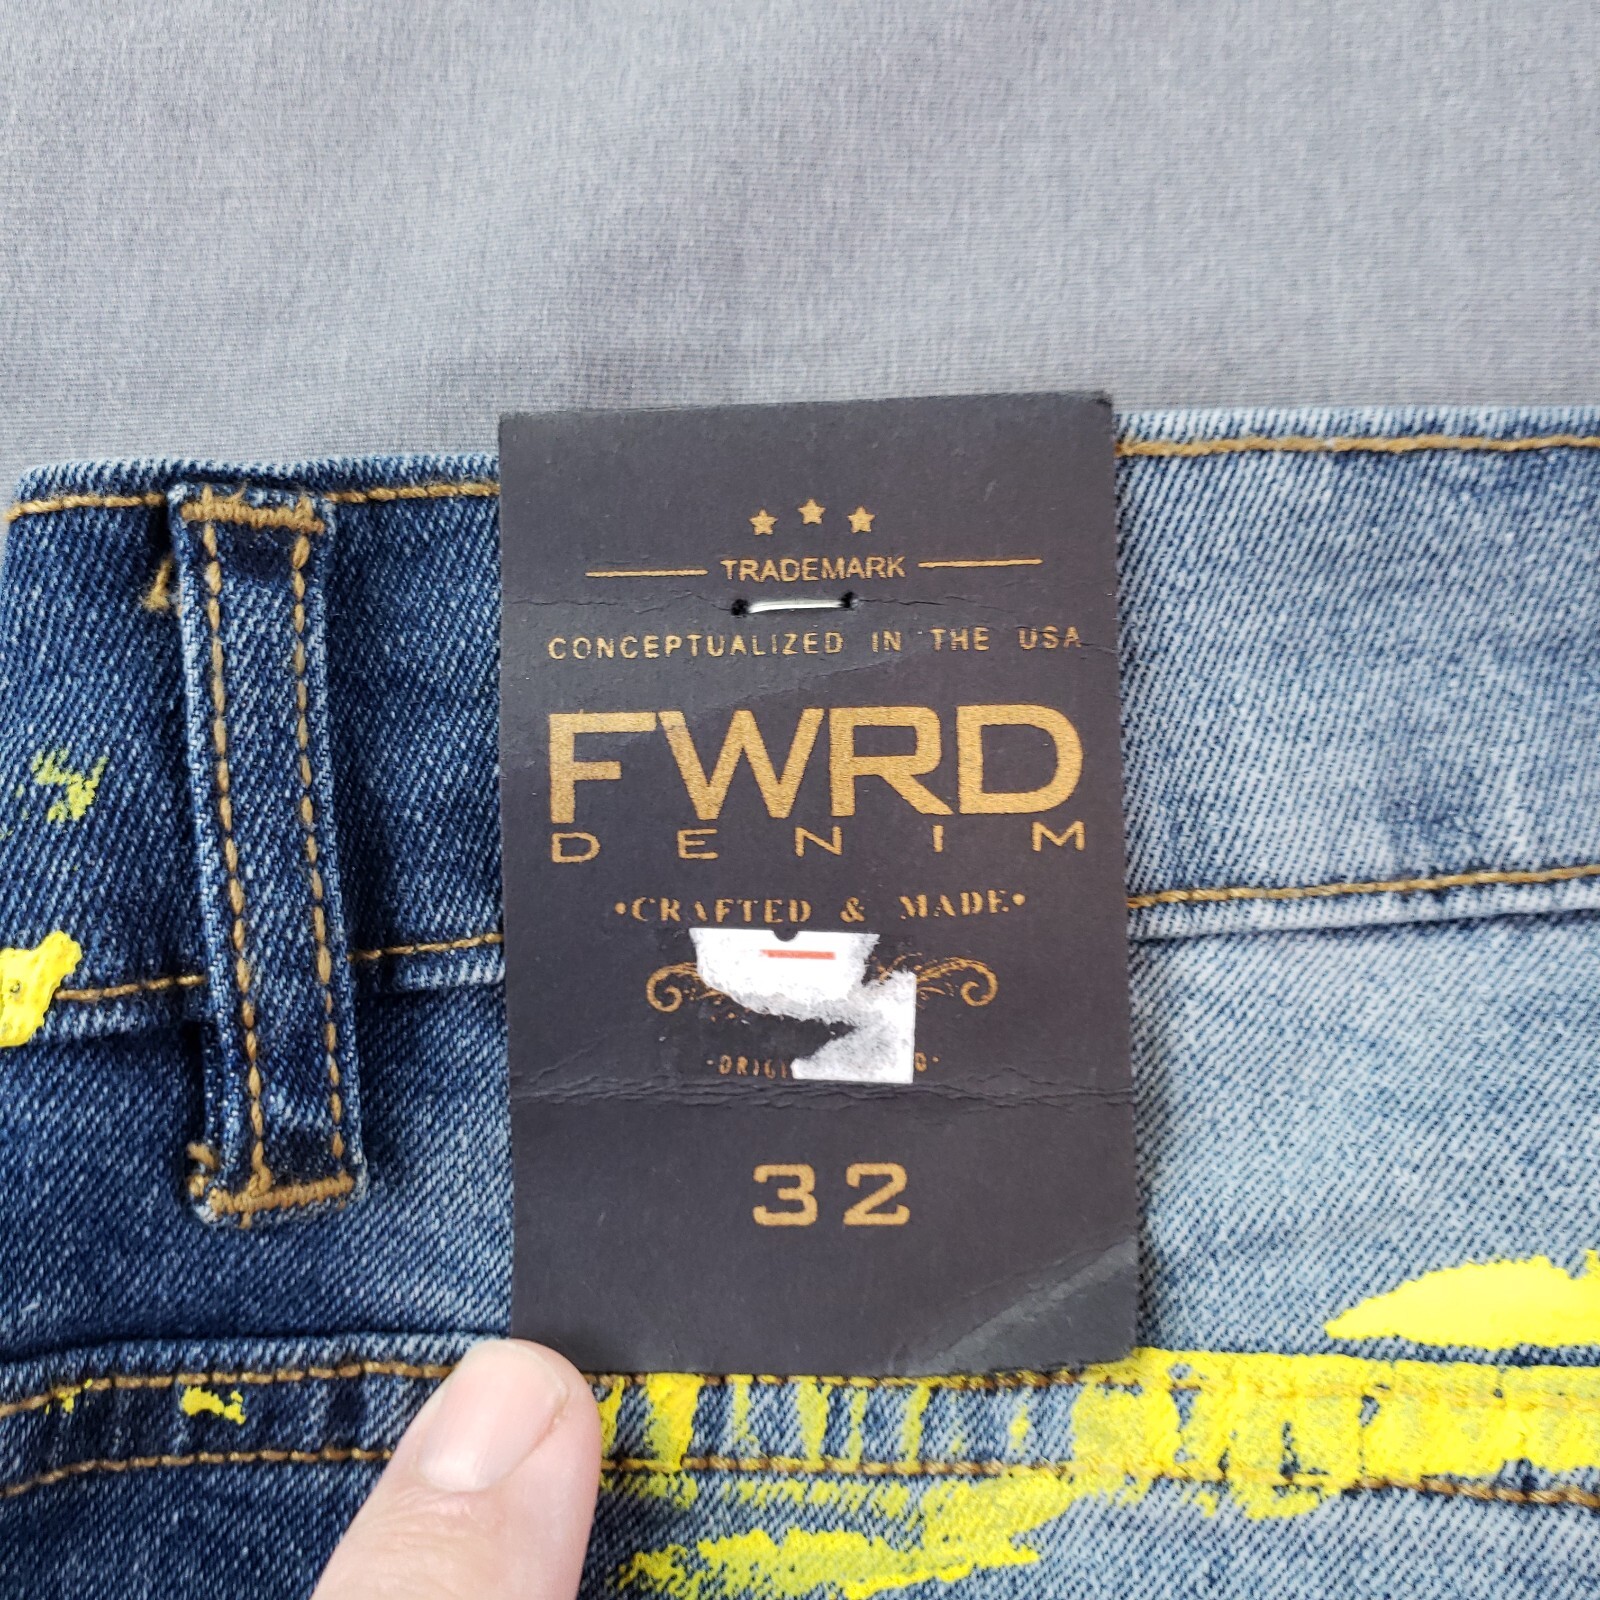 TRADEMARK
CONCEPTUALIZED IN THE USA
FWRD
DENIM
•CRAFTED & MADE•
32